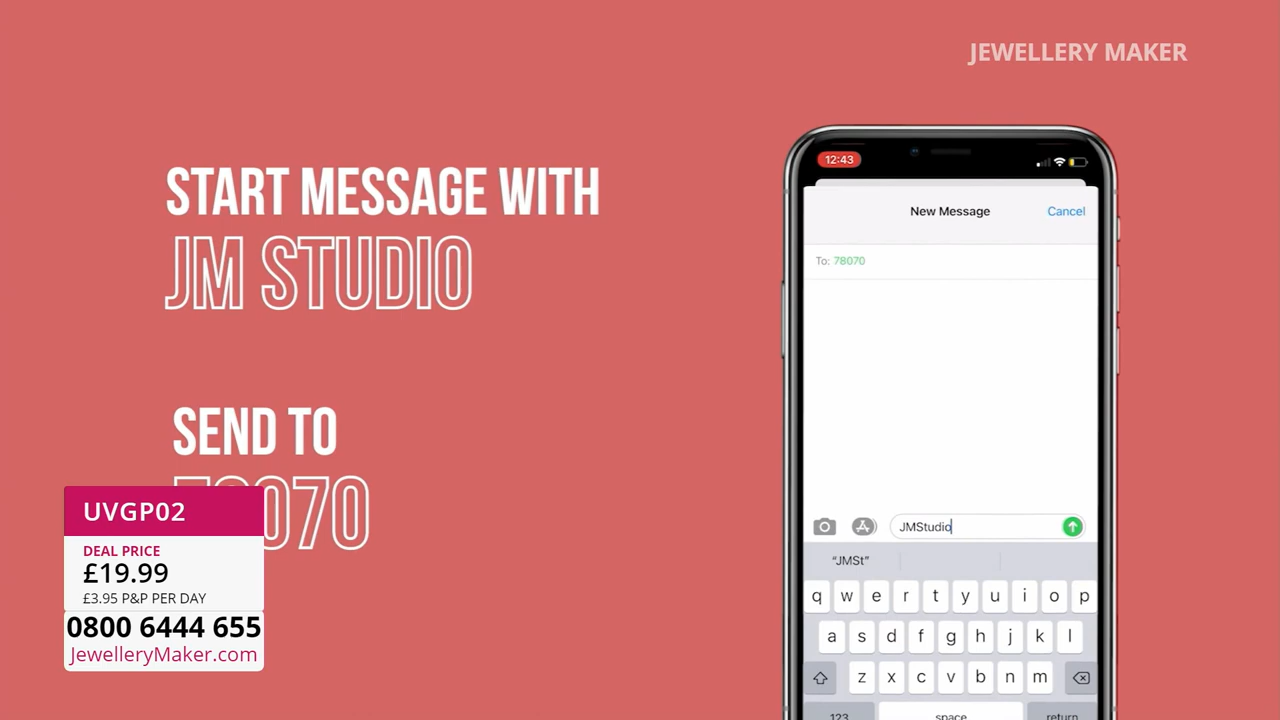 JEWELLERY MAKER
START MESSAGE WITH
JM STUDIO
SEND TO
78070
UVGP02
DEAL PRICE
£19.99
£3.95 P&P PER DAY
0800 6444 655
JewelleryMaker.com
12:43
New Message
Cancel
To: 78070
JMStudio
“JMSt”
q w e r t y u i o p
a s d f g h j k l
z x c v b n m
123 space return